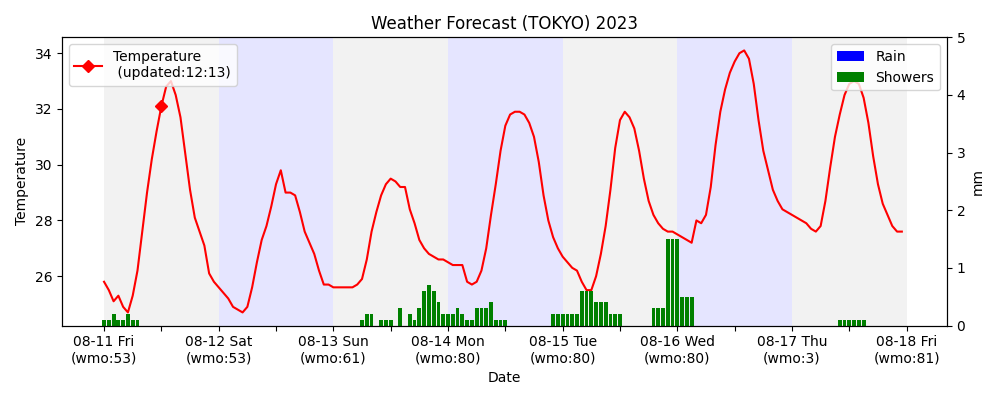 Weather Forecast (TOKYO) 2023
Temperature
(updated:12:13)
Rain
Showers
34
32
30
28
26
Temperature
5
4
3
2
1
0
mm
08-11 Fri
(wmo:53)
08-12 Sat
(wmo:53)
08-13 Sun
(wmo:61)
08-14 Mon
(wmo:80)
08-15 Tue
(wmo:80)
08-16 Wed
(wmo:80)
08-17 Thu
(wmo:3)
08-18 Fri
(wmo:81)
Date